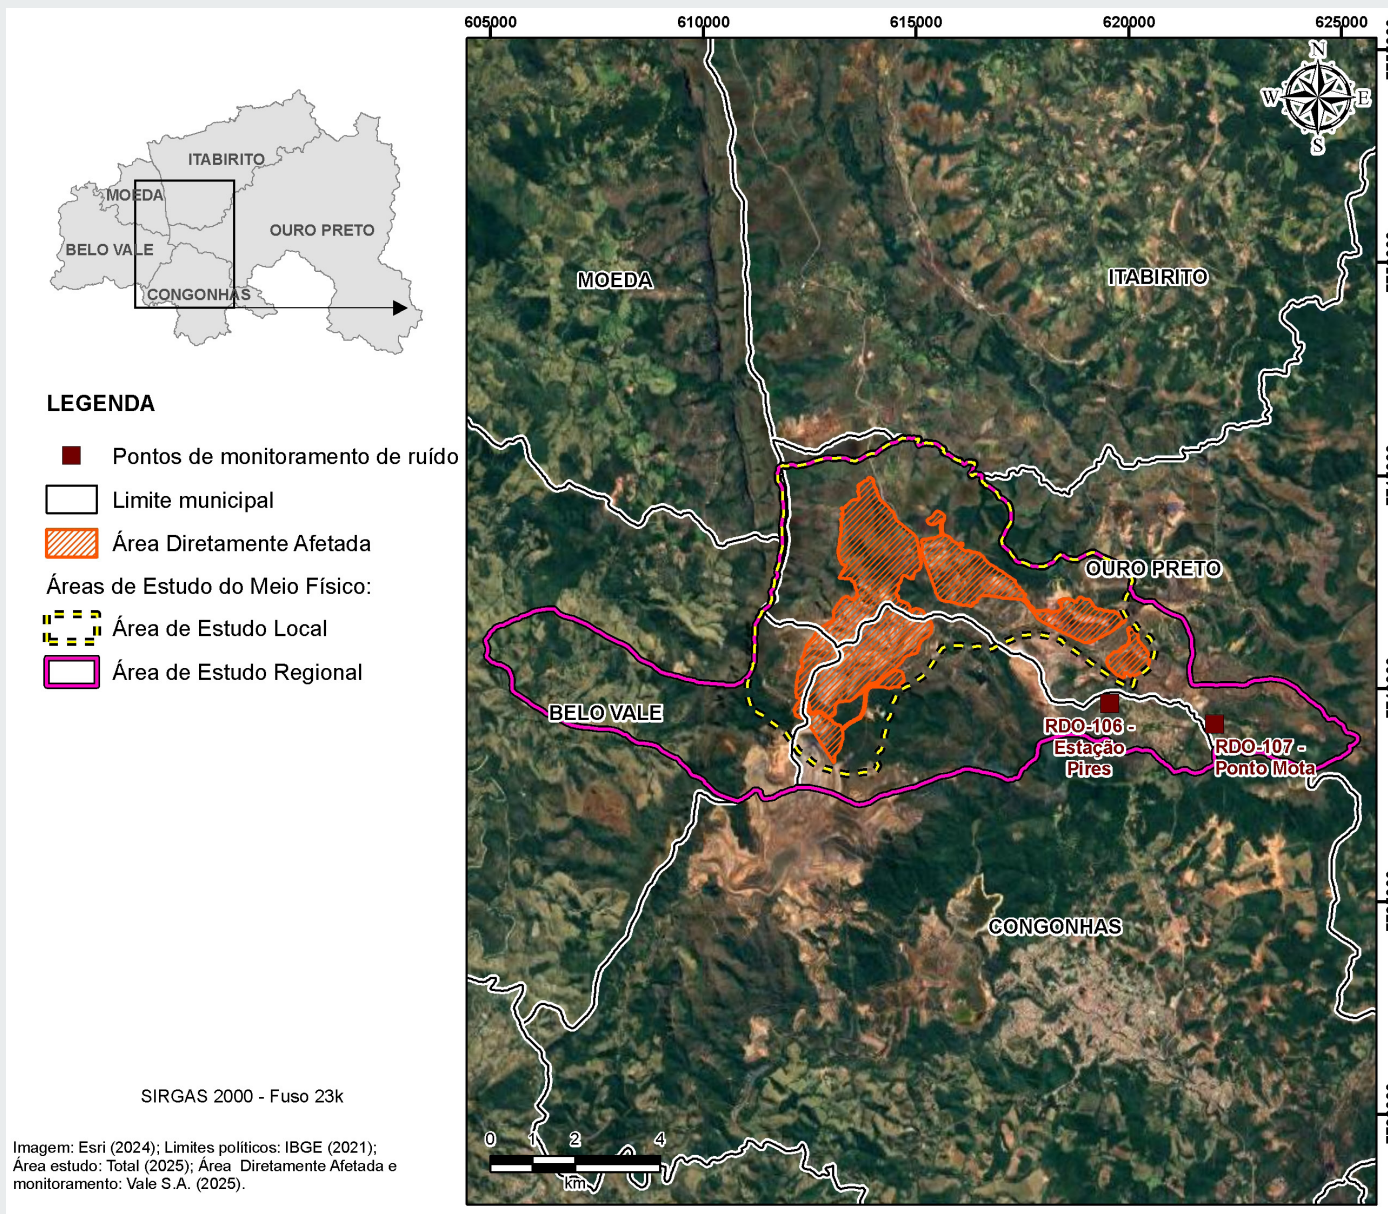 605000 610000 615000 620000 625000
N
W E
S
ITABIRITO
MOEDA
OURO PRETO
BELO VALE
CONGONHAS
LEGENDA
Pontos de monitoramento de ruído
Limite municipal
Área Diretamente Afetada
Áreas de Estudo do Meio Físico:
Área de Estudo Local
Área de Estudo Regional
MOEDA
ITABIRITO
OURO PRETO
BELO VALE
RDO-106 -
Estação
Pires
RDO-107 -
Ponto Mota
CONGONHAS
SIRGAS 2000 - Fuso 23k
0 1 2 4
km
Imagem: Esri (2024); Limites políticos: IBGE (2021);
Área estudo: Total (2025); Área Diretamente Afetada e
monitoramento: Vale S.A. (2025).